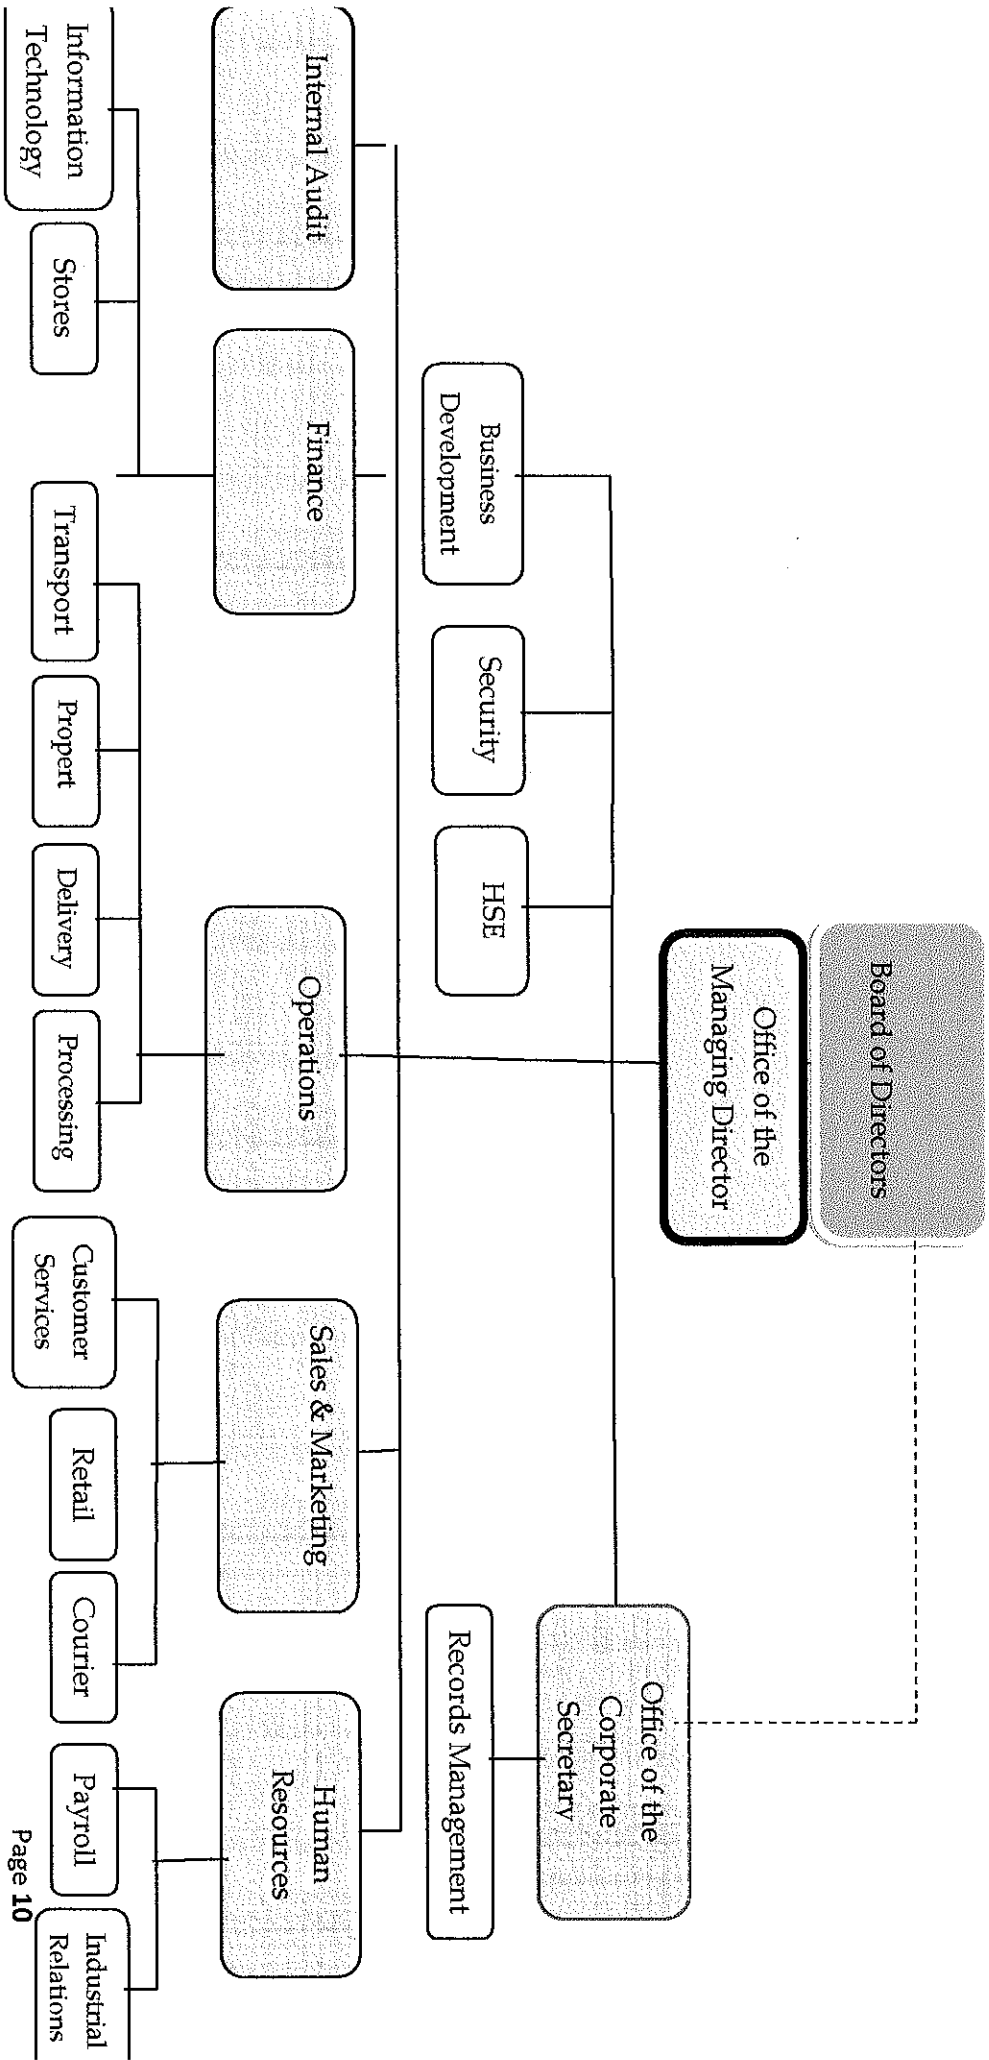 Board of Directors
Office of the
Managing Director
Office of the
Corporate
Secretary
Business
Development
Security
HSE
Records Management
Internal Audit
Finance
Operations
Sales & Marketing
Human
Resources
Information
Technology
Stores
Transport
Propert
Delivery
Processing
Customer
Services
Retail
Courier
Payroll
Industrial
Relations
Page 10